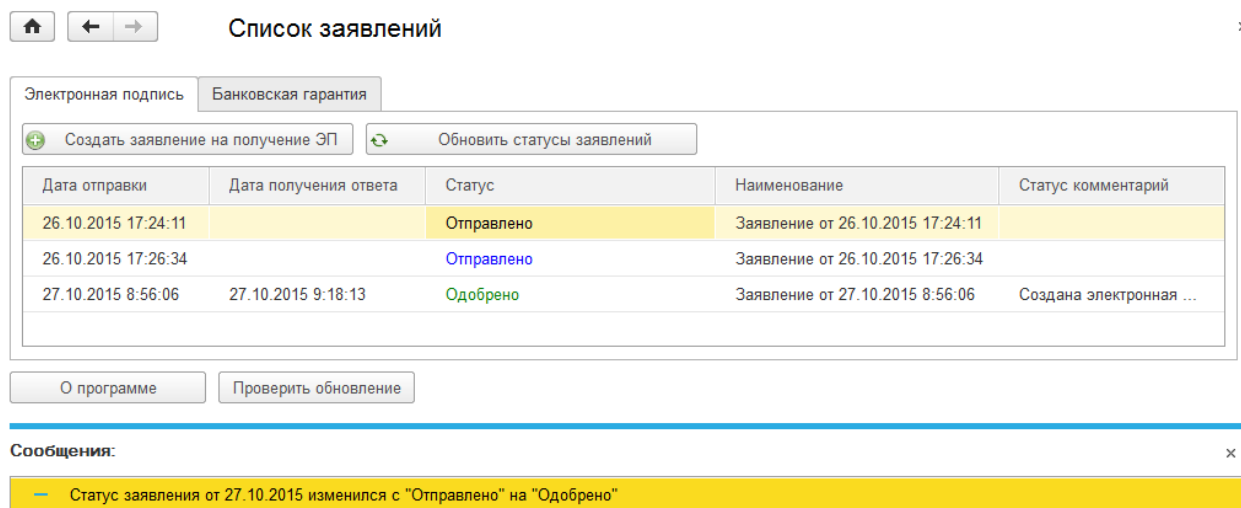 Список заявлений
Электронная подпись Банковская гарантия
Создать заявление на получение ЭП Обновить статусы заявлений
Дата отправки Дата получения ответа Статус Наименование Статус комментарий
26.10.2015 17:24:11 Отправлено Заявление от 26.10.2015 17:24:11
26.10.2015 17:26:34 Отправлено Заявление от 26.10.2015 17:26:34
27.10.2015 8:56:06 27.10.2015 9:18:13 Одобрено Заявление от 27.10.2015 8:56:06 Создана электронная ...
О программе Проверить обновление
Сообщения:
Статус заявления от 27.10.2015 изменился с "Отправлено" на "Одобрено"